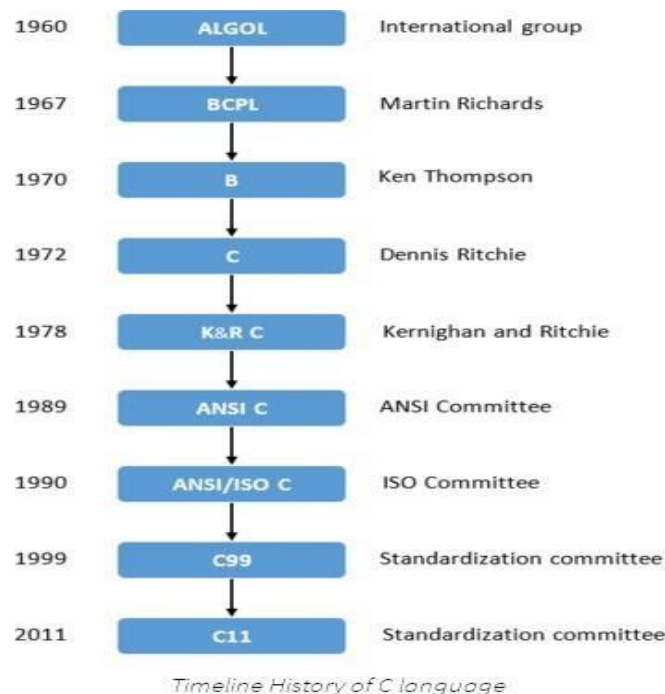 1960 ALGOL International group
1967 BCPL Martin Richards
1970 B Ken Thompson
1972 C Dennis Ritchie
1978 K&R C Kernighan and Ritchie
1989 ANSI C ANSI Committee
1990 ANSI/ISO C ISO Committee
1999 C99 Standardization committee
2011 C11 Standardization committee
Timeline History of C language